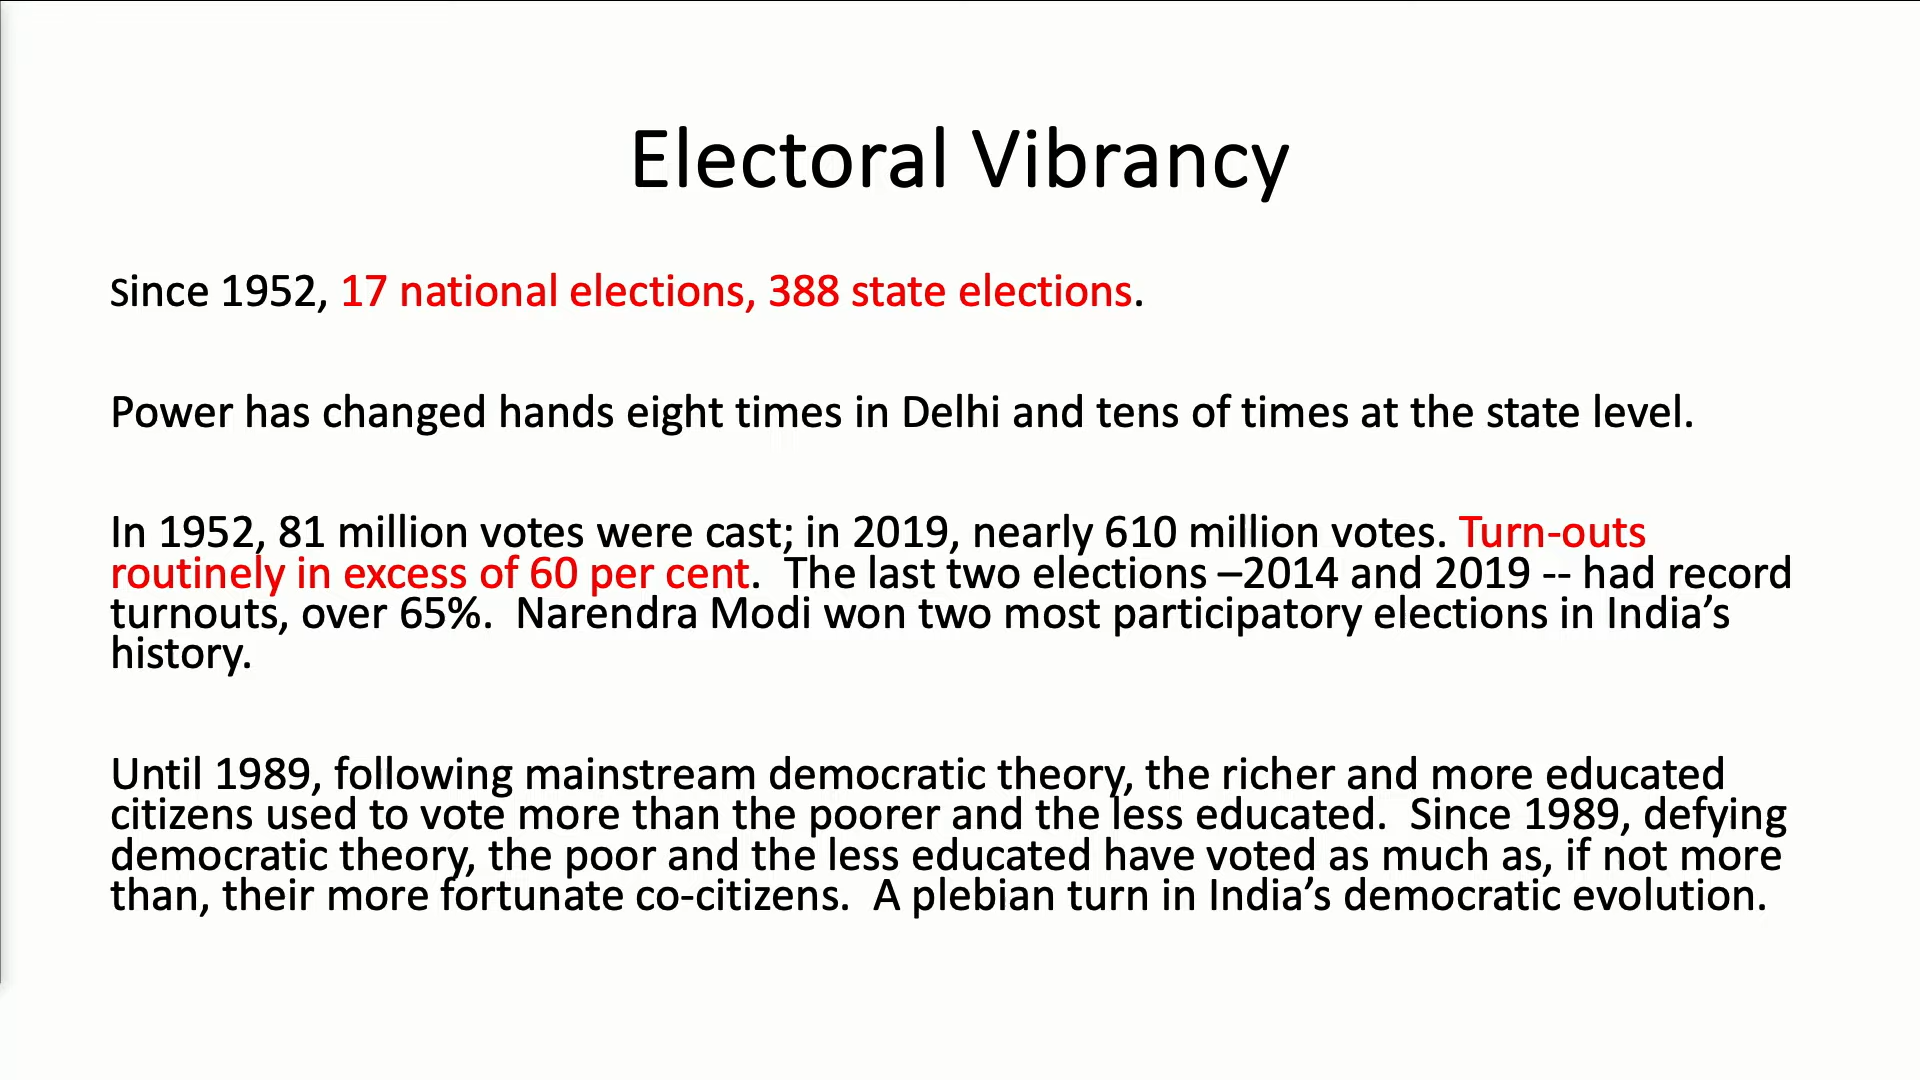 Electoral Vibrancy
Since 1952, 17 national elections, 388 state elections.
Power has changed hands eight times in Delhi and tens of times at the state level.
In 1952, 81 million votes were cast; in 2019, nearly 610 million votes. Turn-outs
routinely in excess of 60 per cent.  The last two elections –2014 and 2019 -- had record
turnouts, over 65%.  Narendra Modi won two most participatory elections in India’s
history.
Until 1989, following mainstream democratic theory, the richer and more educated
citizens used to vote more than the poorer and the less educated.  Since 1989, defying
democratic theory, the poor and the less educated have voted as much as, if not more
than, their more fortunate co-citizens.  A plebian turn in India’s democratic evolution.